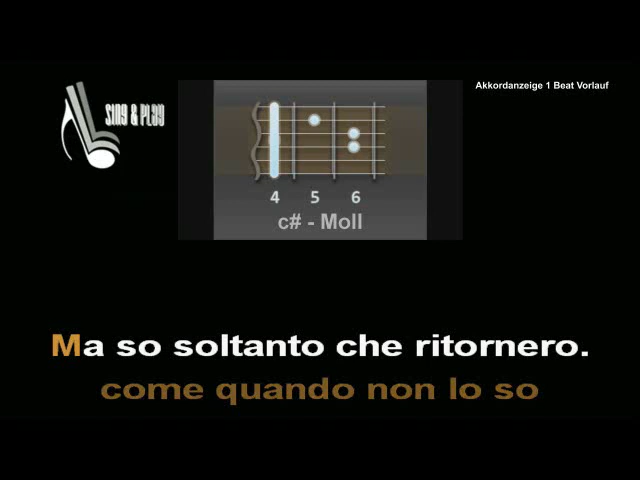 Akkordanzeige 1 Beat Vorlauf
SING & PLAY
4 5 6
c# - Moll
Ma so soltanto che ritornero.
come quando non lo so